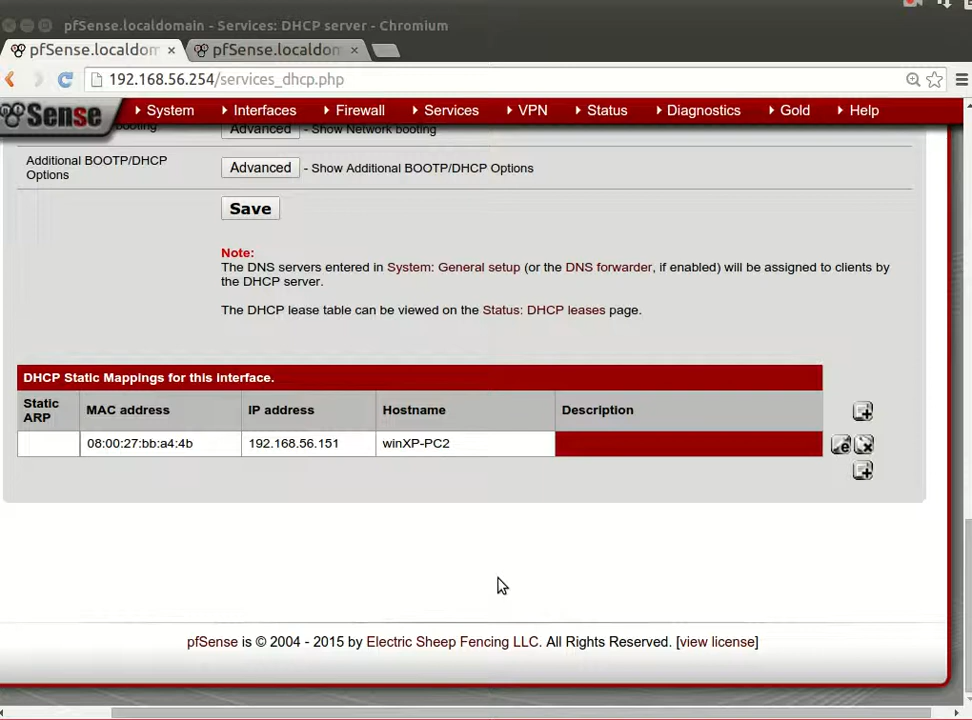 pfSense.localdomain - Services: DHCP server - Chromium
pfSense.localdom × pfSense.localdom ×
192.168.56.254/services_dhcp.php
Sense System Interfaces Firewall Services VPN Status Diagnostics Gold Help
booting Advanced - Show Network booting
Additional BOOTP/DHCP
Options
Advanced - Show Additional BOOTP/DHCP Options
Save
Note:
The DNS servers entered in System: General setup (or the DNS forwarder, if enabled) will be assigned to clients by
the DHCP server.
The DHCP lease table can be viewed on the Status: DHCP leases page.
DHCP Static Mappings for this interface.
Static
ARP
MAC address IP address Hostname Description
08:00:27:bb:a4:4b 192.168.56.151 winXP-PC2
e x
pfSense is © 2004 - 2015 by Electric Sheep Fencing LLC. All Rights Reserved. [view license]